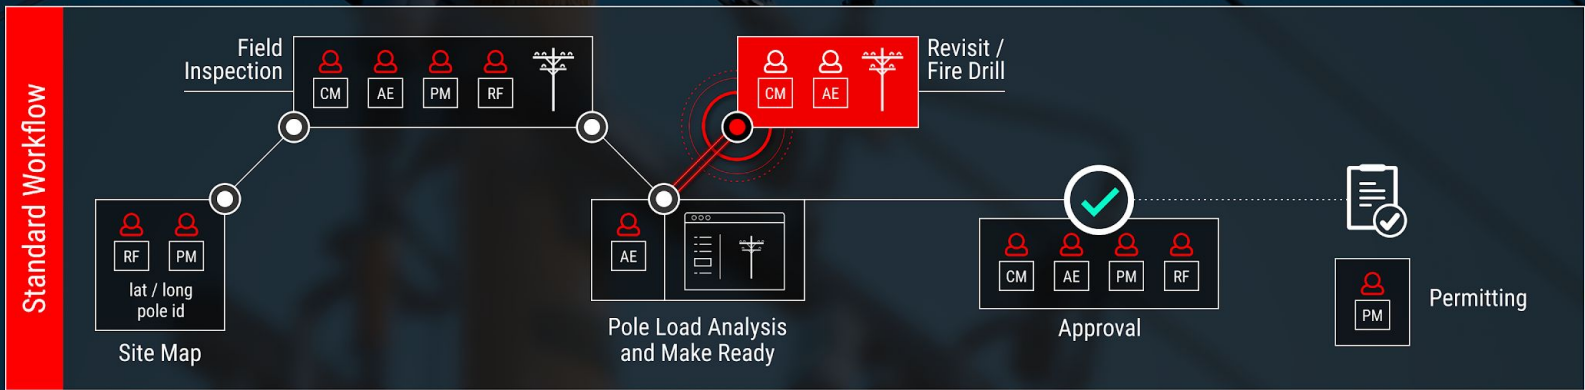 Standard Workflow
Field
Inspection
CM AE PM RF
CM AE
Revisit /
Fire Drill
RF PM
lat / long
pole id
Site Map
AE
Pole Load Analysis
and Make Ready
CM AE PM RF
Approval
PM
Permitting